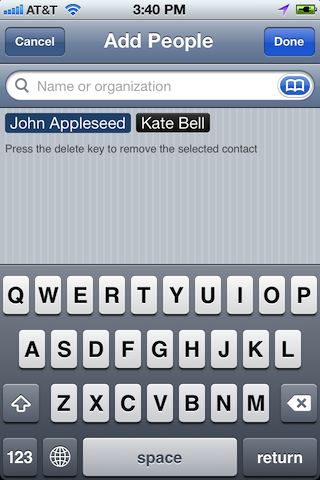 AT&T 3:40 PM
Cancel Add People Done
Name or organization
John Appleseed Kate Bell
Press the delete key to remove the selected contact
Q W E R T Y U I O P
A S D F G H J K L
Z X C V B N M
123 space return